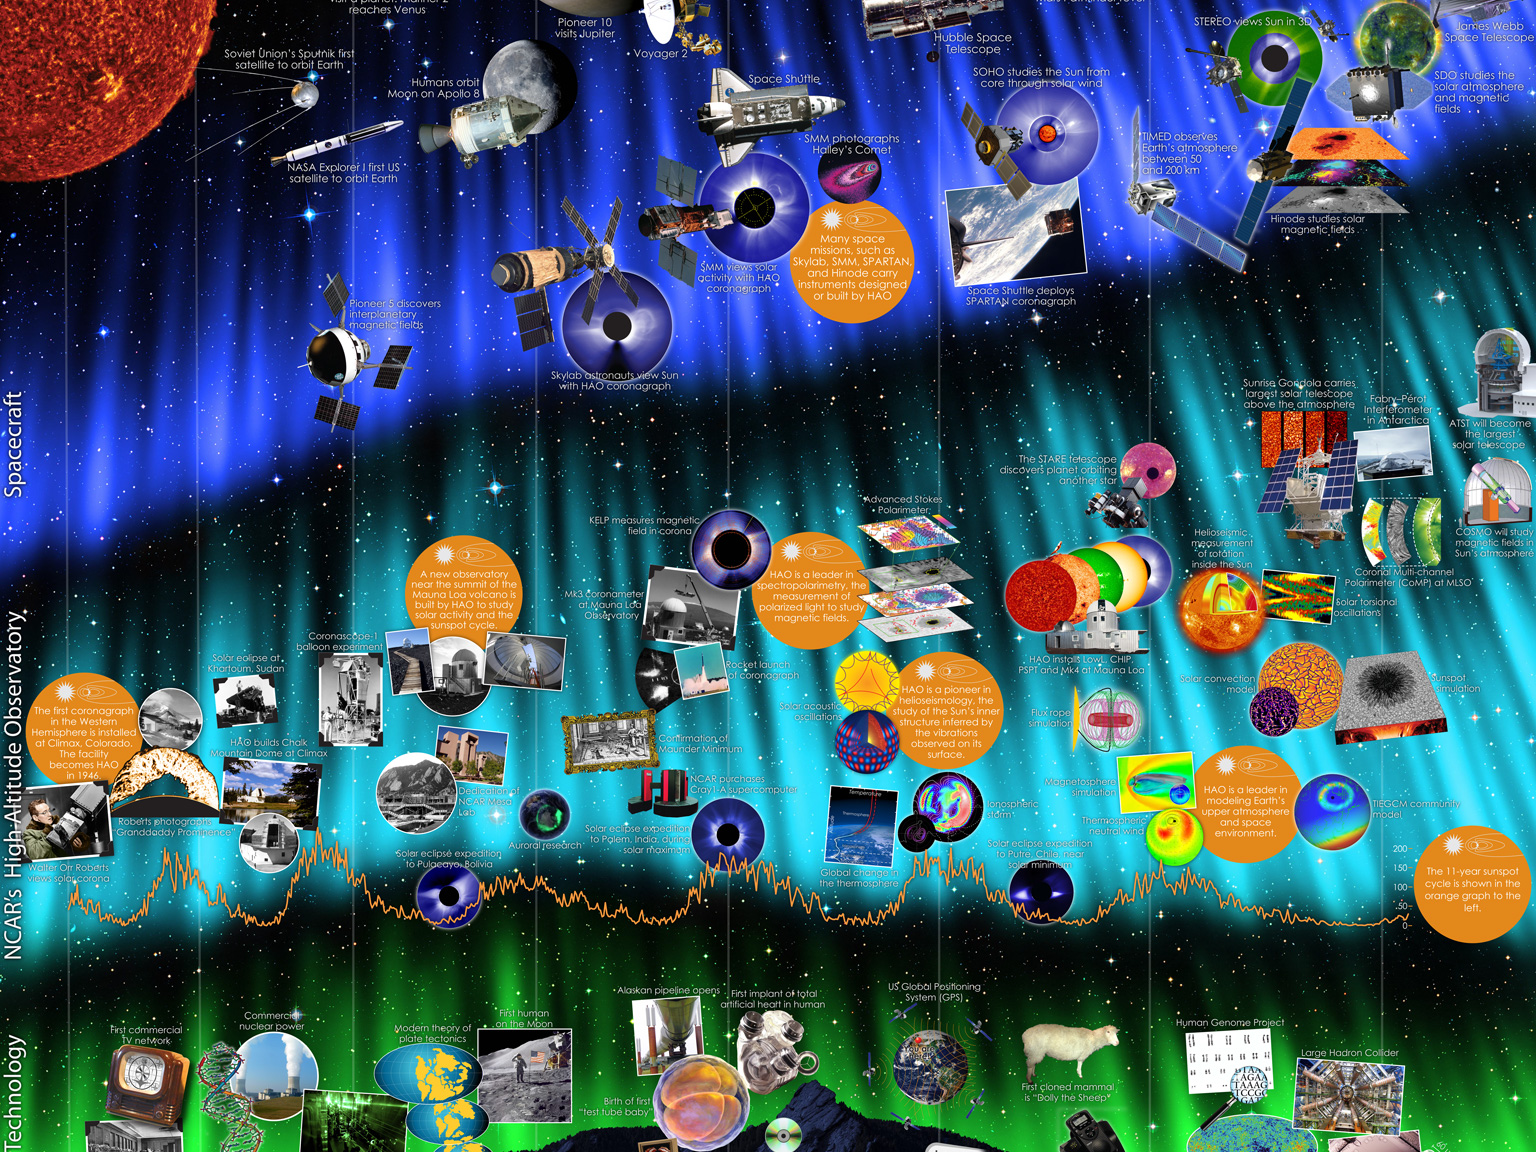 reaches Venus
Soviet Union's Sputnik first
satellite to orbit Earth
NASA Explorer I first US
satellite to orbit Earth
Humans orbit
Moon on Apollo 8
Pioneer 10
visits Jupiter
Voyager 2
Space Shuttle
Hubble Space
Telescope
SMM photographs
Halley's Comet
SOHO studies the Sun from
core through solar wind
STEREO views Sun in 3D
James Webb
Space Telescope
SDO studies the
solar atmosphere
and magnetic
fields
TIMED observes
Earth's atmosphere
between 50
and 200 km
Hinode studies solar
magnetic fields
Many space
missions, such as
Skylab, SMM, SPARTAN,
and Hinode carry
instruments designed
or built by HAO
SMM views solar
activity with HAO
coronagraph
Space Shuttle deploys
SPARTAN coronagraph
Pioneer 5 discovers
interplanetary
magnetic fields
Skylab astronauts view Sun
with HAO coronagraph
Spacecraft
Sunrise Gondola carries
largest solar telescope
above the atmosphere
Fabry-Pérot
Interferometer
in Antarctica
ATST will become
the largest
solar telescope
The STARE telescope
discovers planet orbiting
another star
Advanced Stokes
Polarimeter
KELP measures magnetic
field in corona
HAO is a leader in
spectropolarimetry, the
measurement of
polarized light to study
magnetic fields.
Helioseismic
measurement
of rotation
inside the Sun
COSMO will study
magnetic fields in
Sun's atmosphere
Coronal Multi-channel
Polarimeter (CoMP) at MLSO
Solar torsional
oscillations
A new observatory
near the summit of the
Mauna Loa volcano is
built by HAO to study
solar activity and the
sunspot cycle.
Mk3 coronameter
at Mauna Loa
Observatory
Coronascope-1
balloon experiment
Solar eclipse at
Khartoum, Sudan
Rocket launch
of coronagraph
HAO installs LowL, CHIP,
PSPT and Mk4 at Mauna Loa
Solar convection
model
Sunspot
simulation
NCAR's High Altitude Observatory
The first coronagraph
in the Western
Hemisphere is installed
at Climax, Colorado.
The facility
becomes HAO
in 1946.
HAO builds Chalk
Mountain Dome at Climax
Solar acoustic
oscillations
HAO is a pioneer in
helioseismology, the
study of the Sun's inner
structure inferred by
the vibrations
observed on its
surface.
Flux rope
simulation
Confirmation of
Maunder Minimum
NCAR purchases
Cray1-A supercomputer
Dedication of
NCAR Mesa
Lab
Magnetosphere
simulation
HAO is a leader in
modeling Earth's
upper atmosphere
and space
environment.
TIEGCM community
model
Thermospheric
neutral wind
Roberts photographs
"Granddaddy Prominence"
Walter Orr Roberts
views solar corona
Auroral research
Solar eclipse expedition
to Palem, India, during
solar maximum
Temperature
Ionospheric
storm
Global change in
the thermosphere
Solar eclipse expedition
to Pulacayo, Bolivia
Solar eclipse expedition
to Putre, Chile, near
solar minimum
200
150
100
50
0
The 11-year sunspot
cycle is shown in the
orange graph to the
left.
Technology
First commercial
TV network
Commercial
nuclear power
Modern theory of
plate tectonics
First human
on the Moon
Alaskan pipeline opens
First implant of total
artificial heart in human
Birth of first
"test tube baby"
US Global Positioning
System (GPS)
First cloned mammal
is "Dolly the Sheep"
Human Genome Project
Large Hadron Collider